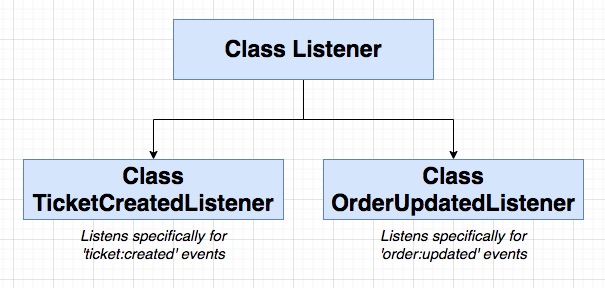 Class Listener
Class
TicketCreatedListener
Listens specifically for
'ticket:created' events
Class
OrderUpdatedListener
Listens specifically for
'order:updated' events